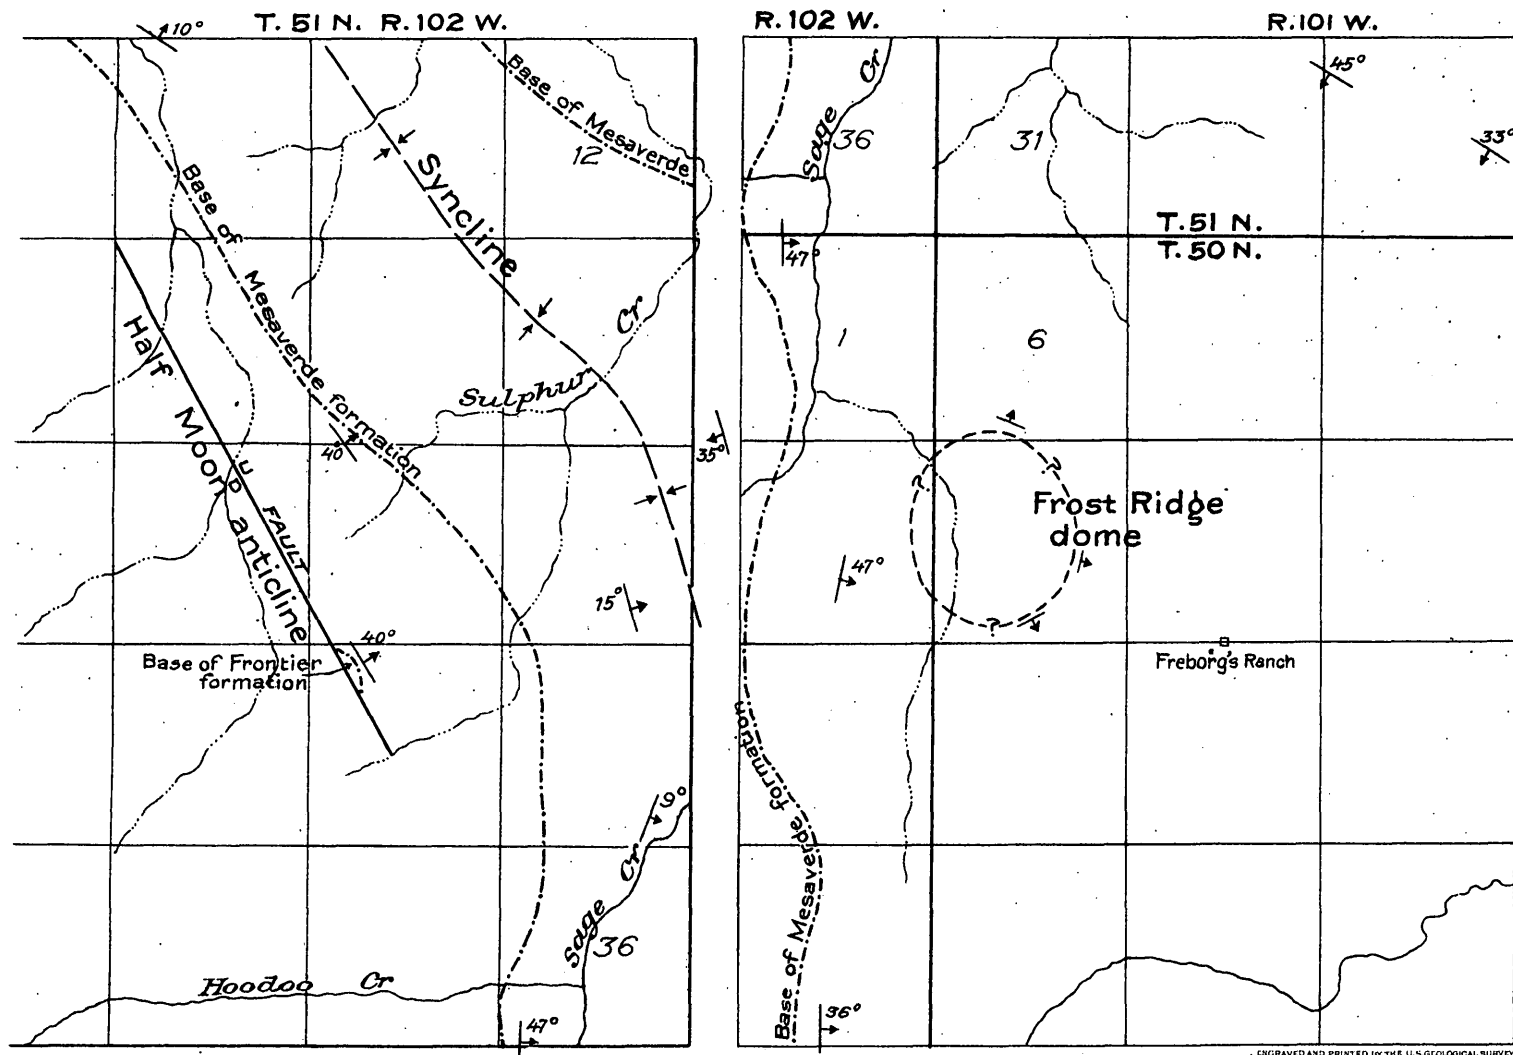 T. 51 N. R. 102 W.
10°
Base of Mesaverde
12
Syncline
Base of Mesaverde formation
Half Moon anticline
U
D
FAULT
Sulphur Cr
40
35°
15°
40°
Base of Frontier
formation
9°
Sage Cr
36
Hoodoo Cr
47°
R. 102 W.
R. 101 W.
Sage Cr
36
31
45°
33°
T. 51 N.
T. 50 N.
47°
1
6
?
?
?
Frost Ridge
dome
47°
?
Freborg's Ranch
Base of Mesaverde formation
36°
ENGRAVED AND PRINTED BY THE U.S. GEOLOGICAL SURVEY